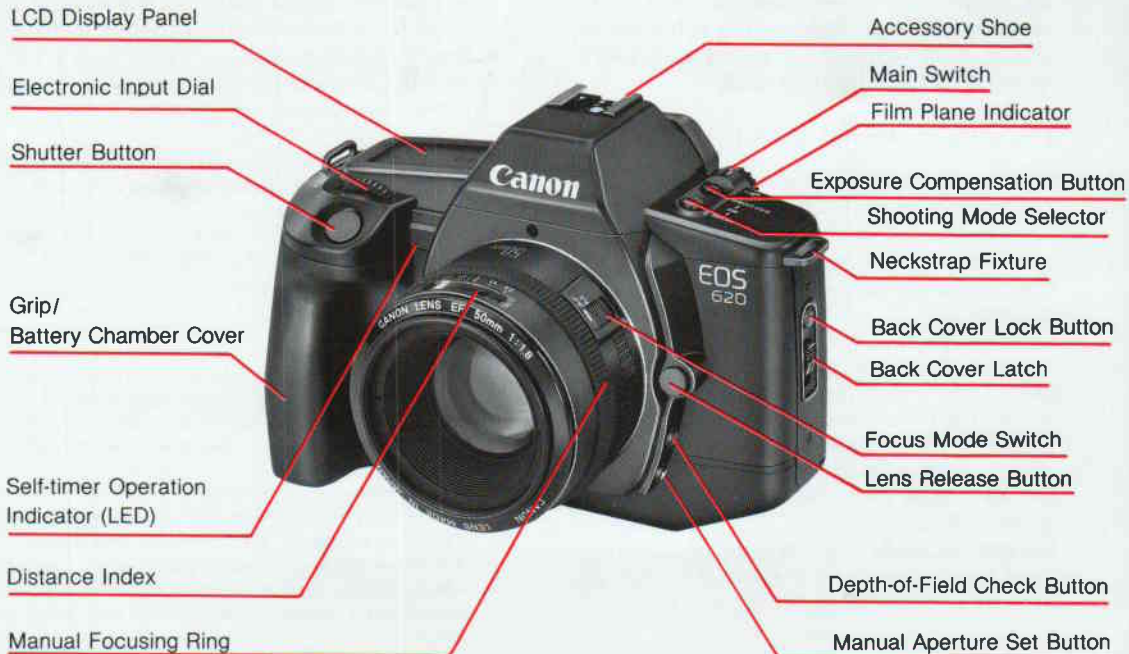 LCD Display Panel
Electronic Input Dial
Shutter Button
Grip/
Battery Chamber Cover
Self-timer Operation
Indicator (LED)
Distance Index
Manual Focusing Ring
Canon
EOS
620
CANON LENS EF 50mm 1:1.8
Accessory Shoe
Main Switch
Film Plane Indicator
Exposure Compensation Button
Shooting Mode Selector
Neckstrap Fixture
Back Cover Lock Button
Back Cover Latch
Focus Mode Switch
Lens Release Button
Depth-of-Field Check Button
Manual Aperture Set Button